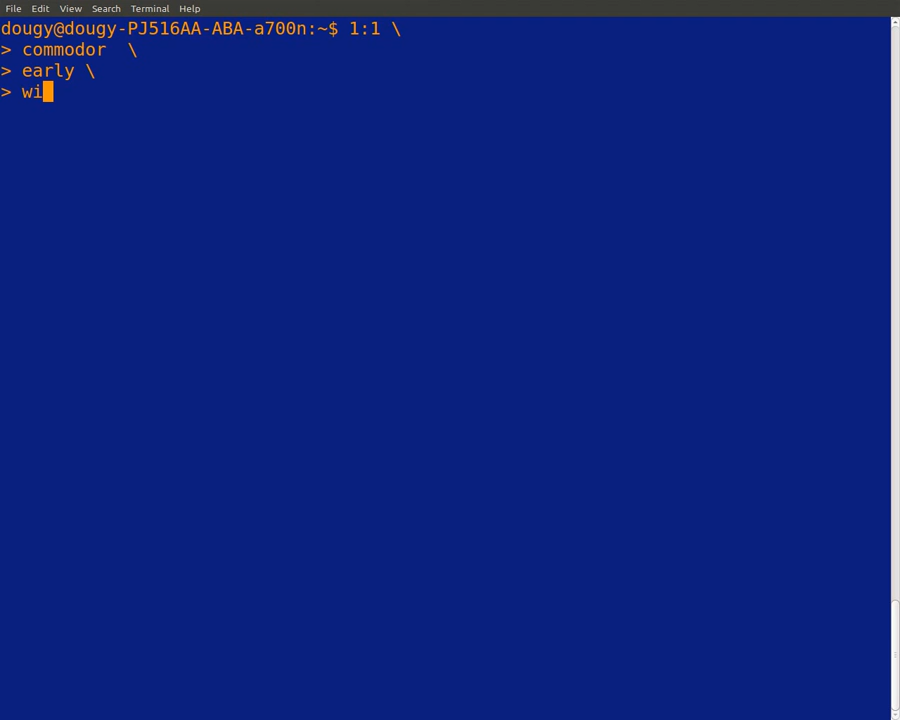 File Edit View Search Terminal Help
dougy@dougy-PJ516AA-ABA-a700n:~$ 1:1 \
> commodor  \
> early \
> wi